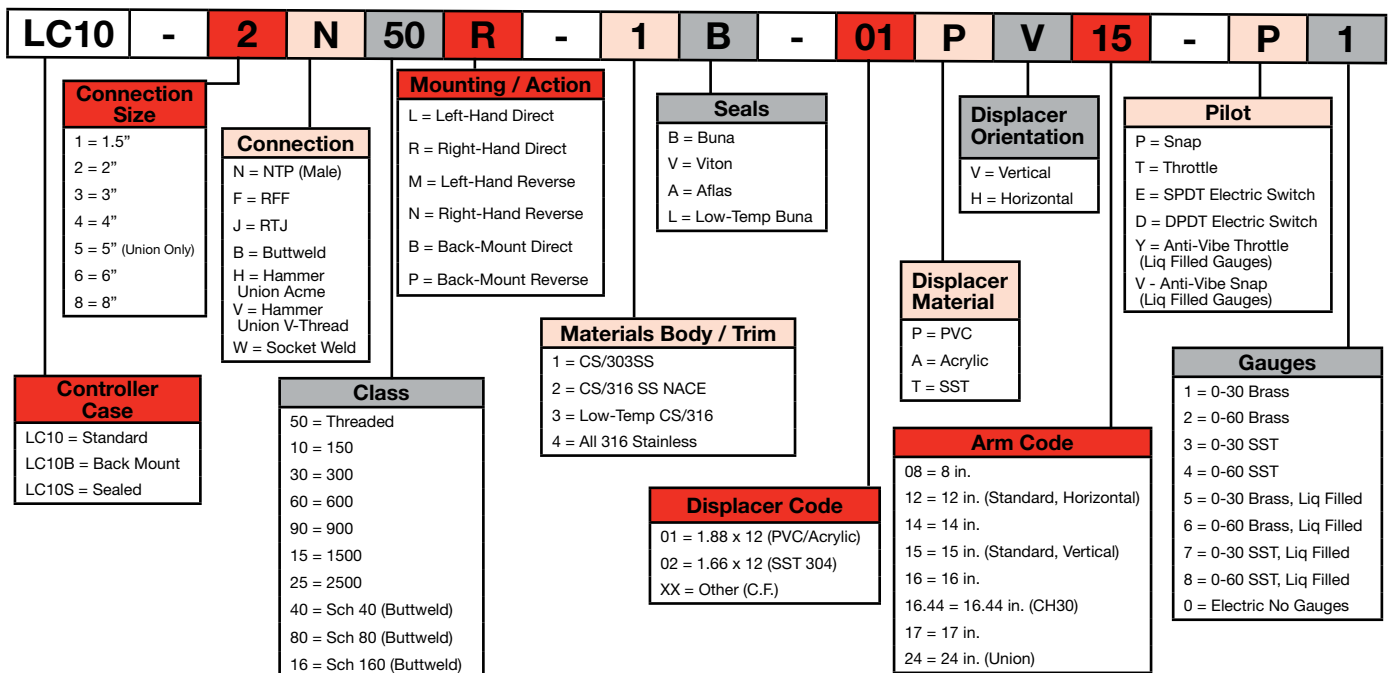 LC10 - 2 N 50 R - 1 B - 01 P V 15 - P 1
Connection
Size
1 = 1.5”
2 = 2”
3 = 3”
4 = 4”
5 = 5” (Union Only)
6 = 6”
8 = 8”
Connection
N = NTP (Male)
F = RFF
J = RTJ
B = Buttweld
H = Hammer
Union Acme
V = Hammer
Union V-Thread
W = Socket Weld
Mounting / Action
L = Left-Hand Direct
R = Right-Hand Direct
M = Left-Hand Reverse
N = Right-Hand Reverse
B = Back-Mount Direct
P = Back-Mount Reverse
Seals
B = Buna
V = Viton
A = Aflas
L = Low-Temp Buna
Displacer
Orientation
V = Vertical
H = Horizontal
Pilot
P = Snap
T = Throttle
E = SPDT Electric Switch
D = DPDT Electric Switch
Y = Anti-Vibe Throttle
(Liq Filled Gauges)
V - Anti-Vibe Snap
(Liq Filled Gauges)
Displacer
Material
P = PVC
A = Acrylic
T = SST
Materials Body / Trim
1 = CS/303SS
2 = CS/316 SS NACE
3 = Low-Temp CS/316
4 = All 316 Stainless
Controller
Case
LC10 = Standard
LC10B = Back Mount
LC10S = Sealed
Class
50 = Threaded
10 = 150
30 = 300
60 = 600
90 = 900
15 = 1500
25 = 2500
40 = Sch 40 (Buttweld)
80 = Sch 80 (Buttweld)
16 = Sch 160 (Buttweld)
Displacer Code
01 = 1.88 x 12 (PVC/Acrylic)
02 = 1.66 x 12 (SST 304)
XX = Other (C.F.)
Arm Code
08 = 8 in.
12 = 12 in. (Standard, Horizontal)
14 = 14 in.
15 = 15 in. (Standard, Vertical)
16 = 16 in.
16.44 = 16.44 in. (CH30)
17 = 17 in.
24 = 24 in. (Union)
Gauges
1 = 0-30 Brass
2 = 0-60 Brass
3 = 0-30 SST
4 = 0-60 SST
5 = 0-30 Brass, Liq Filled
6 = 0-60 Brass, Liq Filled
7 = 0-30 SST, Liq Filled
8 = 0-60 SST, Liq Filled
0 = Electric No Gauges